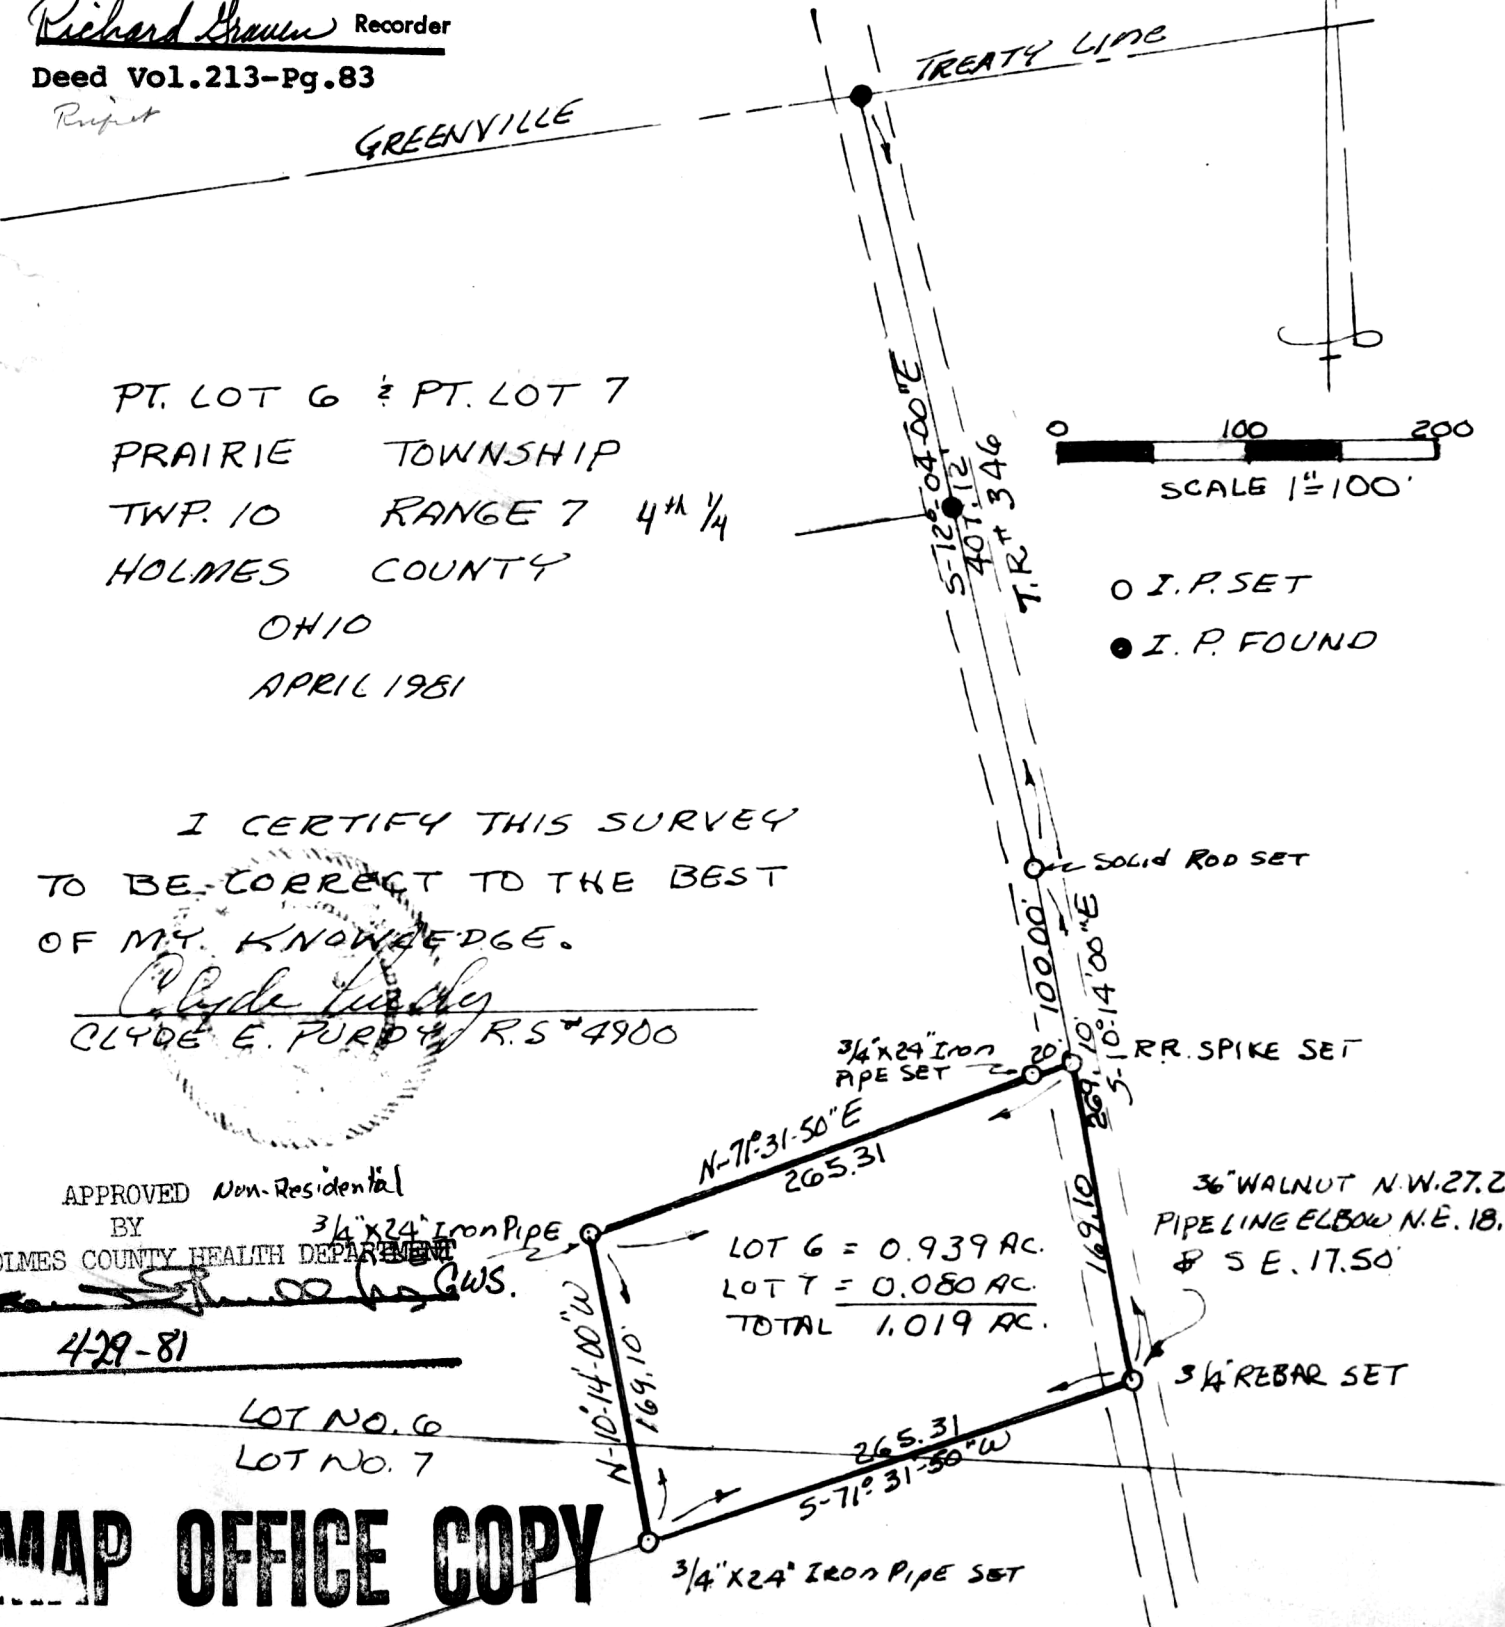 Richard Graven Recorder
Deed Vol.213-Pg.83
GREENVILLE TREATY LINE
PT. LOT 6 & PT. LOT 7
PRAIRIE TOWNSHIP
TWP. 10 RANGE 7 4th 1/4
HOLMES COUNTY
OHIO
APRIL 1981
S-12°-04-00"E
407.12'
T.R.# 346
0 100 200
SCALE 1"=100'
I.P. SET
I.P. FOUND
I CERTIFY THIS SURVEY
TO BE CORRECT TO THE BEST
OF MY KNOWLEDGE.
Clyde Purdy
CLYDE E. PURDY R.S #4900
SOLID ROD SET
100.00'
S-10°-14'00"E
269.10'
3/4"X24" Iron
PIPE SET
20'
R.R. SPIKE SET
N-71°-31-50"E
265.31
169.10
36" WALNUT N.W. 27.2
PIPELINE ELBOW N.E. 18.
& S E. 17.50'
3/4" REBAR SET
APPROVED Non-Residential
BY
OLMES COUNTY HEALTH DEPARTMENT
GWS.
4-29-81
3/4"X24" Iron Pipe
LOT 6 = 0.939 AC.
LOT 7 = 0.080 AC.
TOTAL 1.019 AC.
N-10°-14'-00"W
169.10'
LOT NO. 6
LOT NO. 7
265.31
S-71°-31-50"W
MAP OFFICE COPY
3/4"X24" Iron Pipe SET